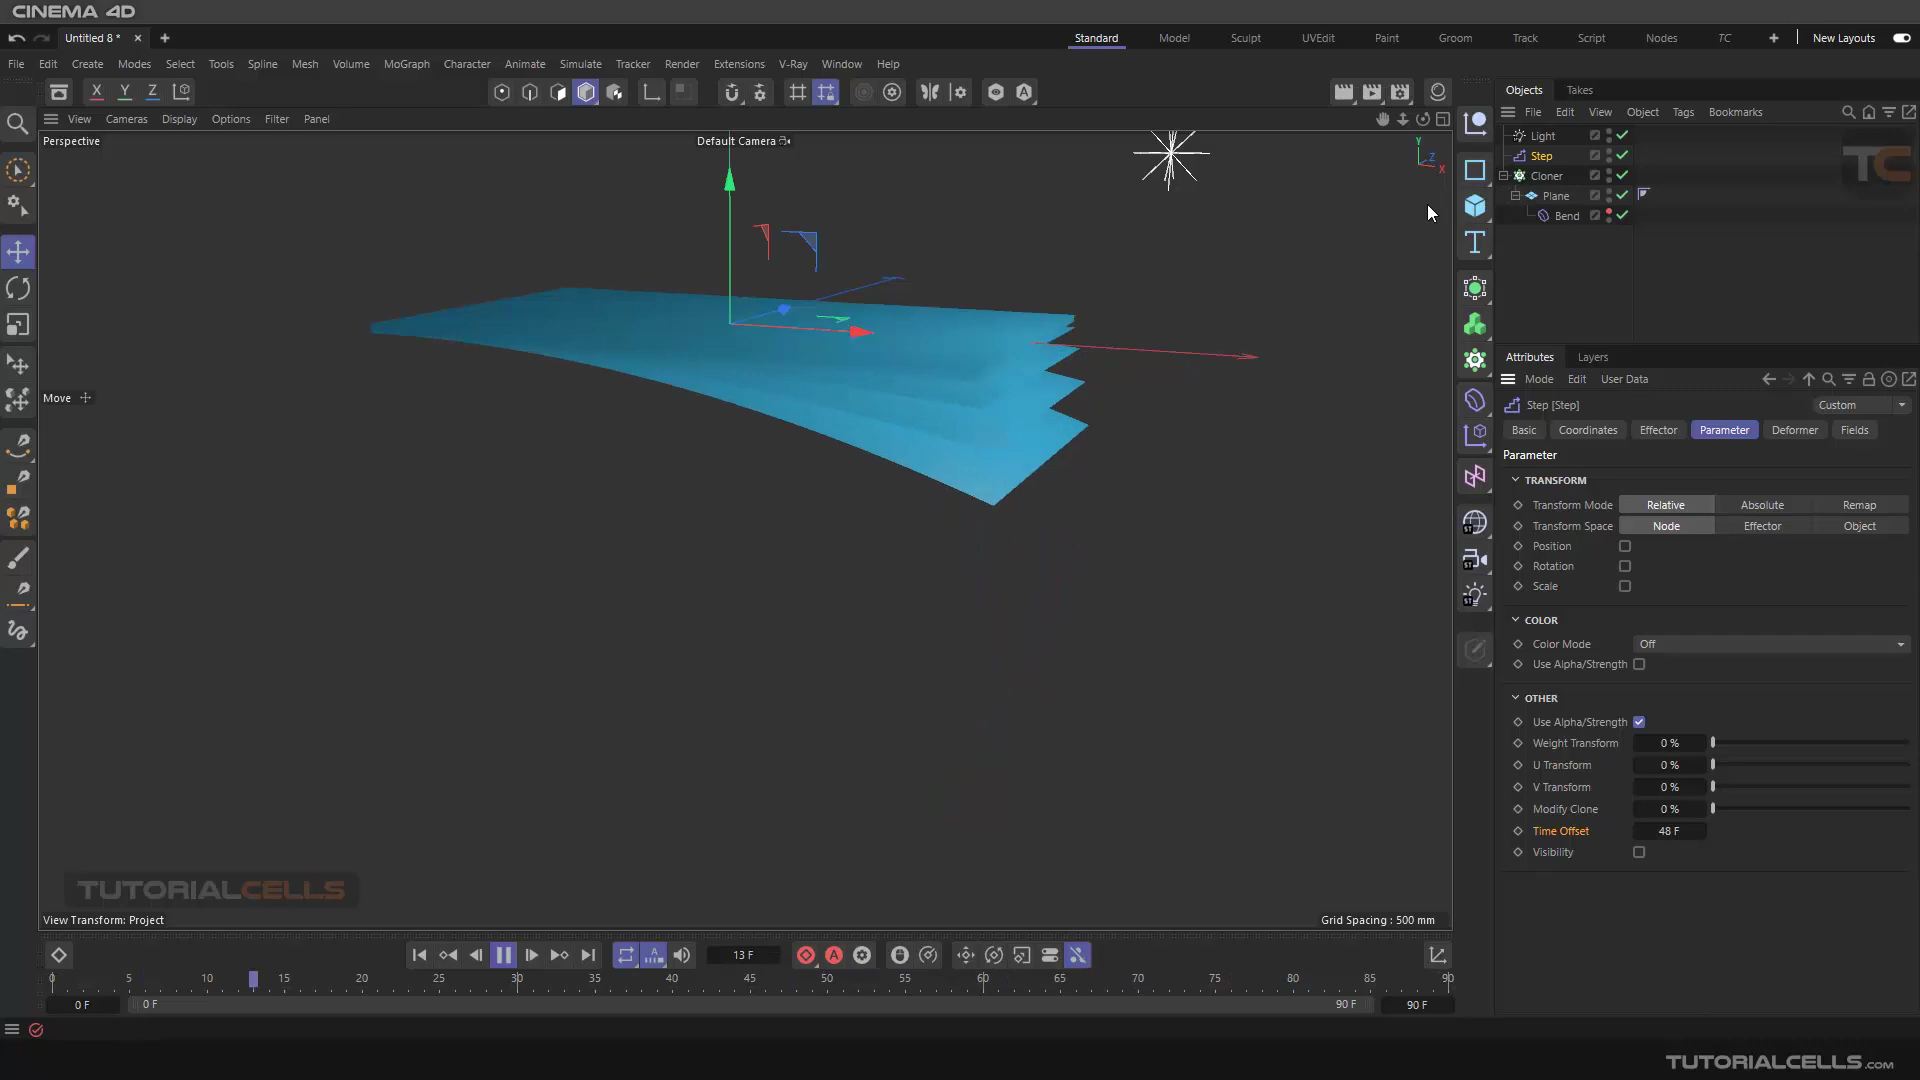 CINEMA 4D
Untitled 8 *
Standard
Model
Sculpt
UVEdit
Paint
Groom
Track
Script
Nodes
TC
New Layouts
File
Edit
Create
Modes
Select
Tools
Spline
Mesh
Volume
MoGraph
Character
Animate
Simulate
Tracker
Render
Extensions
V-Ray
Window
Help
X
Y
Z
View
Cameras
Display
Options
Filter
Panel
Perspective
Default Camera
Y
Z
X
Move
TUTORIALCELLS
View Transform: Project
Grid Spacing : 500 mm
ST
ST
ST
Objects
Takes
File
Edit
View
Object
Tags
Bookmarks
Light
Step
Cloner
Plane
Bend
TC
Attributes
Layers
Mode
Edit
User Data
Step [Step]
Custom
Basic
Coordinates
Effector
Parameter
Deformer
Fields
Parameter
TRANSFORM
Transform Mode
Relative
Absolute
Remap
Transform Space
Node
Effector
Object
Position
Rotation
Scale
COLOR
Color Mode
Off
Use Alpha/Strength
OTHER
Use Alpha/Strength
Weight Transform
0 %
U Transform
0 %
V Transform
0 %
Modify Clone
0 %
Time Offset
48 F
Visibility
13 F
0
5
10
15
20
25
30
35
40
45
50
55
60
65
70
75
80
85
90
0 F
0 F
90 F
90 F
TUTORIALCELLS.com